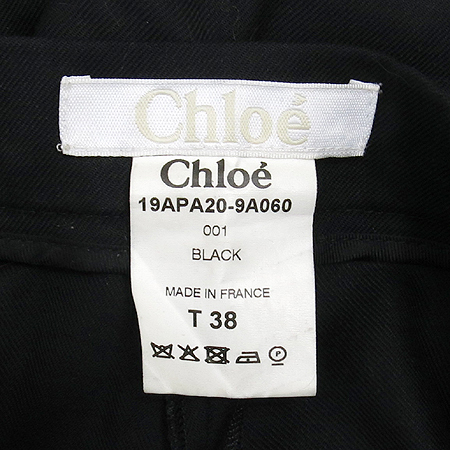 Chloé
Chloé
19APA20-9A060
001
BLACK
MADE IN FRANCE
T 38
P